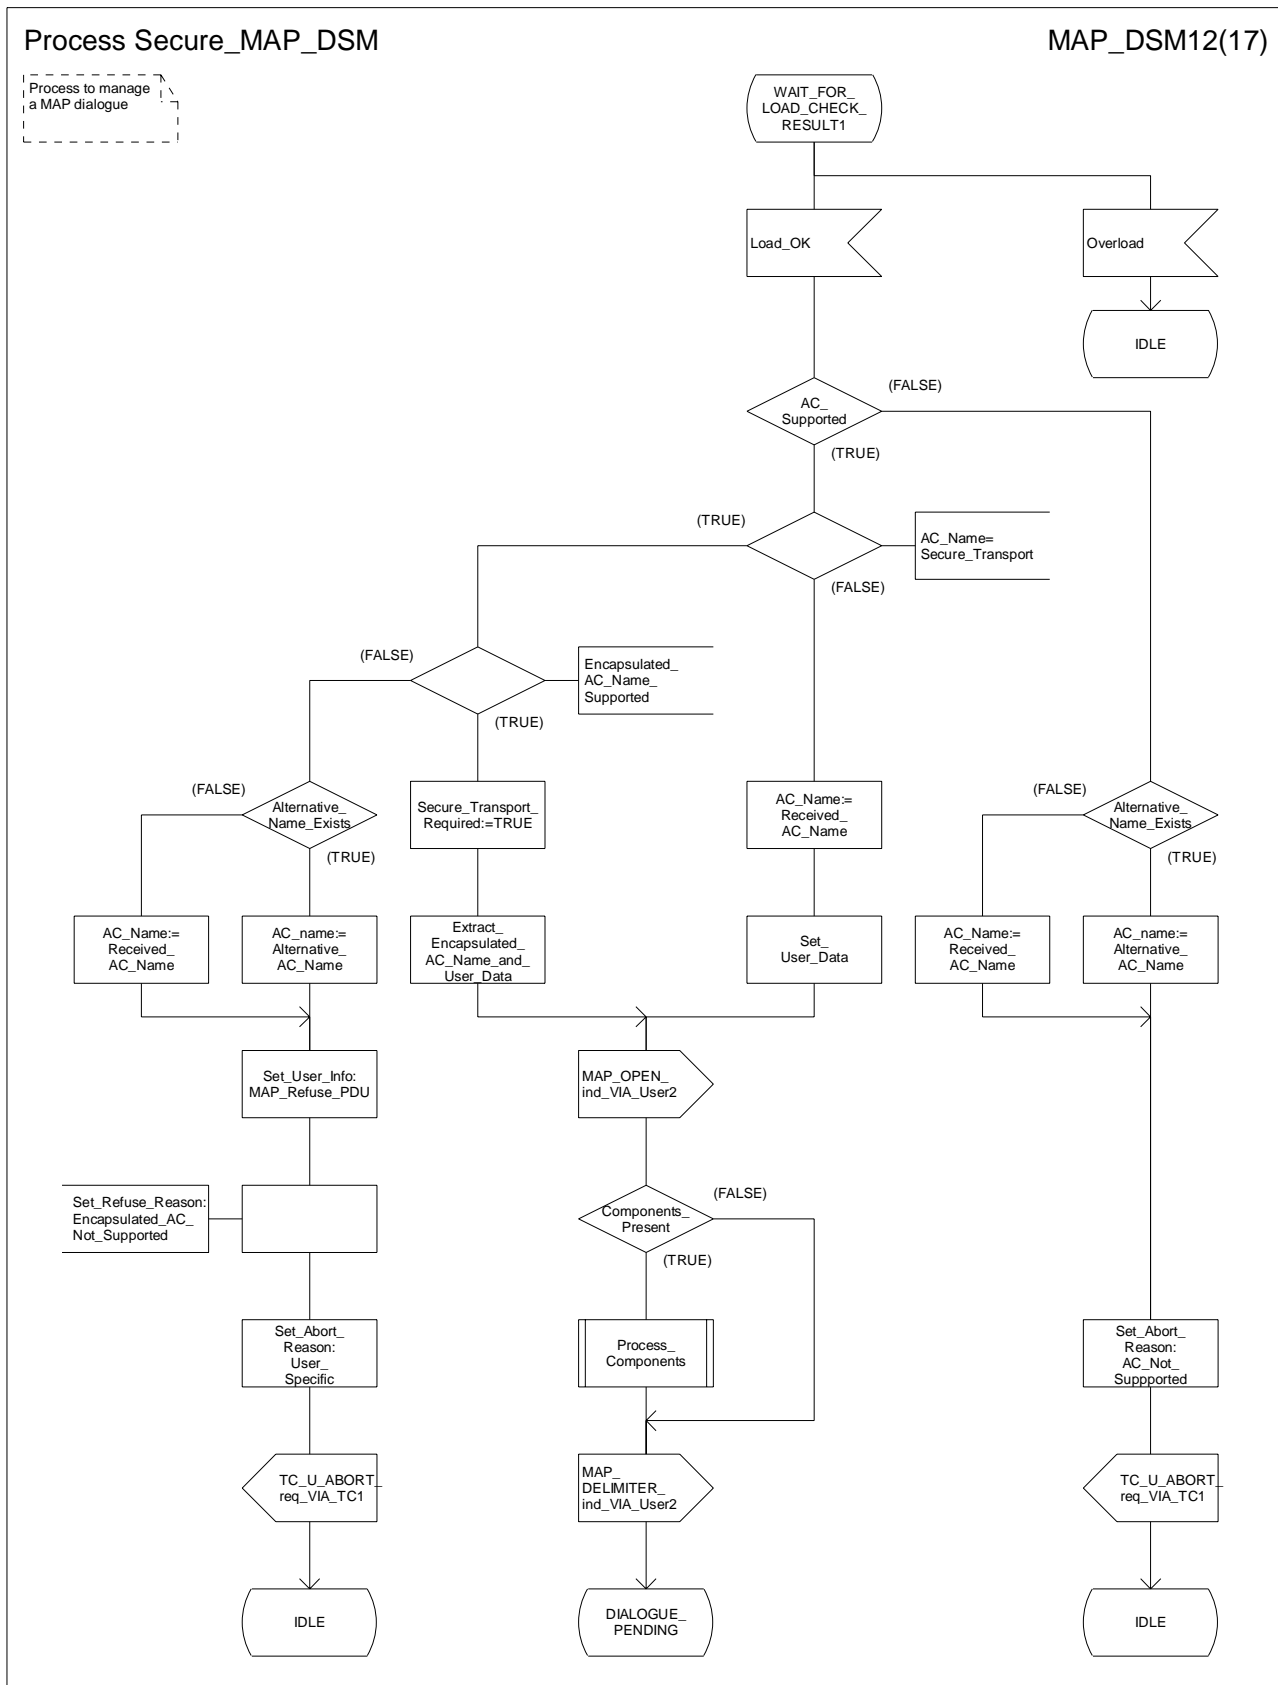 Process Secure_MAP_DSM
MAP_DSM12(17)
Process to manage
a MAP dialogue
WAIT_FOR_
LOAD_CHECK_
RESULT1
Load_OK
Overload
IDLE
(FALSE)
AC_
Supported
(TRUE)
(TRUE)
AC_Name=
Secure_Transport
(FALSE)
(FALSE)
Encapsulated_
AC_Name_
Supported
(TRUE)
(FALSE)
Alternative_
Name_Exists
(TRUE)
Secure_Transport_
Required:=TRUE
AC_Name:=
Received_
AC_Name
(FALSE)
Alternative_
Name_Exists
(TRUE)
AC_Name:=
Received_
AC_Name
AC_name:=
Alternative_
AC_Name
Extract_
Encapsulated_
AC_Name_and_
User_Data
Set_
User_Data
AC_Name:=
Received_
AC_Name
AC_name:=
Alternative_
AC_Name
Set_User_Info:
MAP_Refuse_PDU
MAP_OPEN_
ind_VIA_User2
Set_Refuse_Reason:
Encapsulated_AC_
Not_Supported
(FALSE)
Components_
Present
(TRUE)
Set_Abort_
Reason:
User_
Specific
Process_
Components
Set_Abort_
Reason:
AC_Not_
Suppported
TC_U_ABORT_
req_VIA_TC1
MAP_
DELIMITER_
ind_VIA_User2
TC_U_ABORT_
req_VIA_TC1
IDLE
DIALOGUE_
PENDING
IDLE